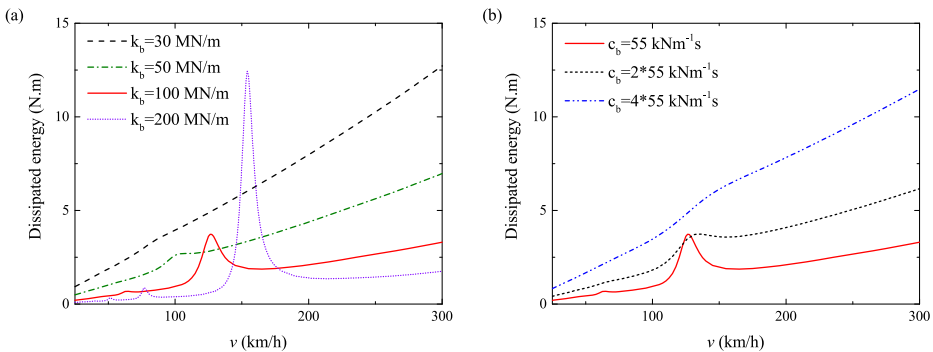 (a)
15
10
5
0
Dissipated energy (N.m)
k_b=30 MN/m
k_b=50 MN/m
k_b=100 MN/m
k_b=200 MN/m
100
200
300
v (km/h)
(b)
15
10
5
0
Dissipated energy (N.m)
c_b=55 kNm⁻¹s
c_b=2*55 kNm⁻¹s
c_b=4*55 kNm⁻¹s
100
200
300
v (km/h)